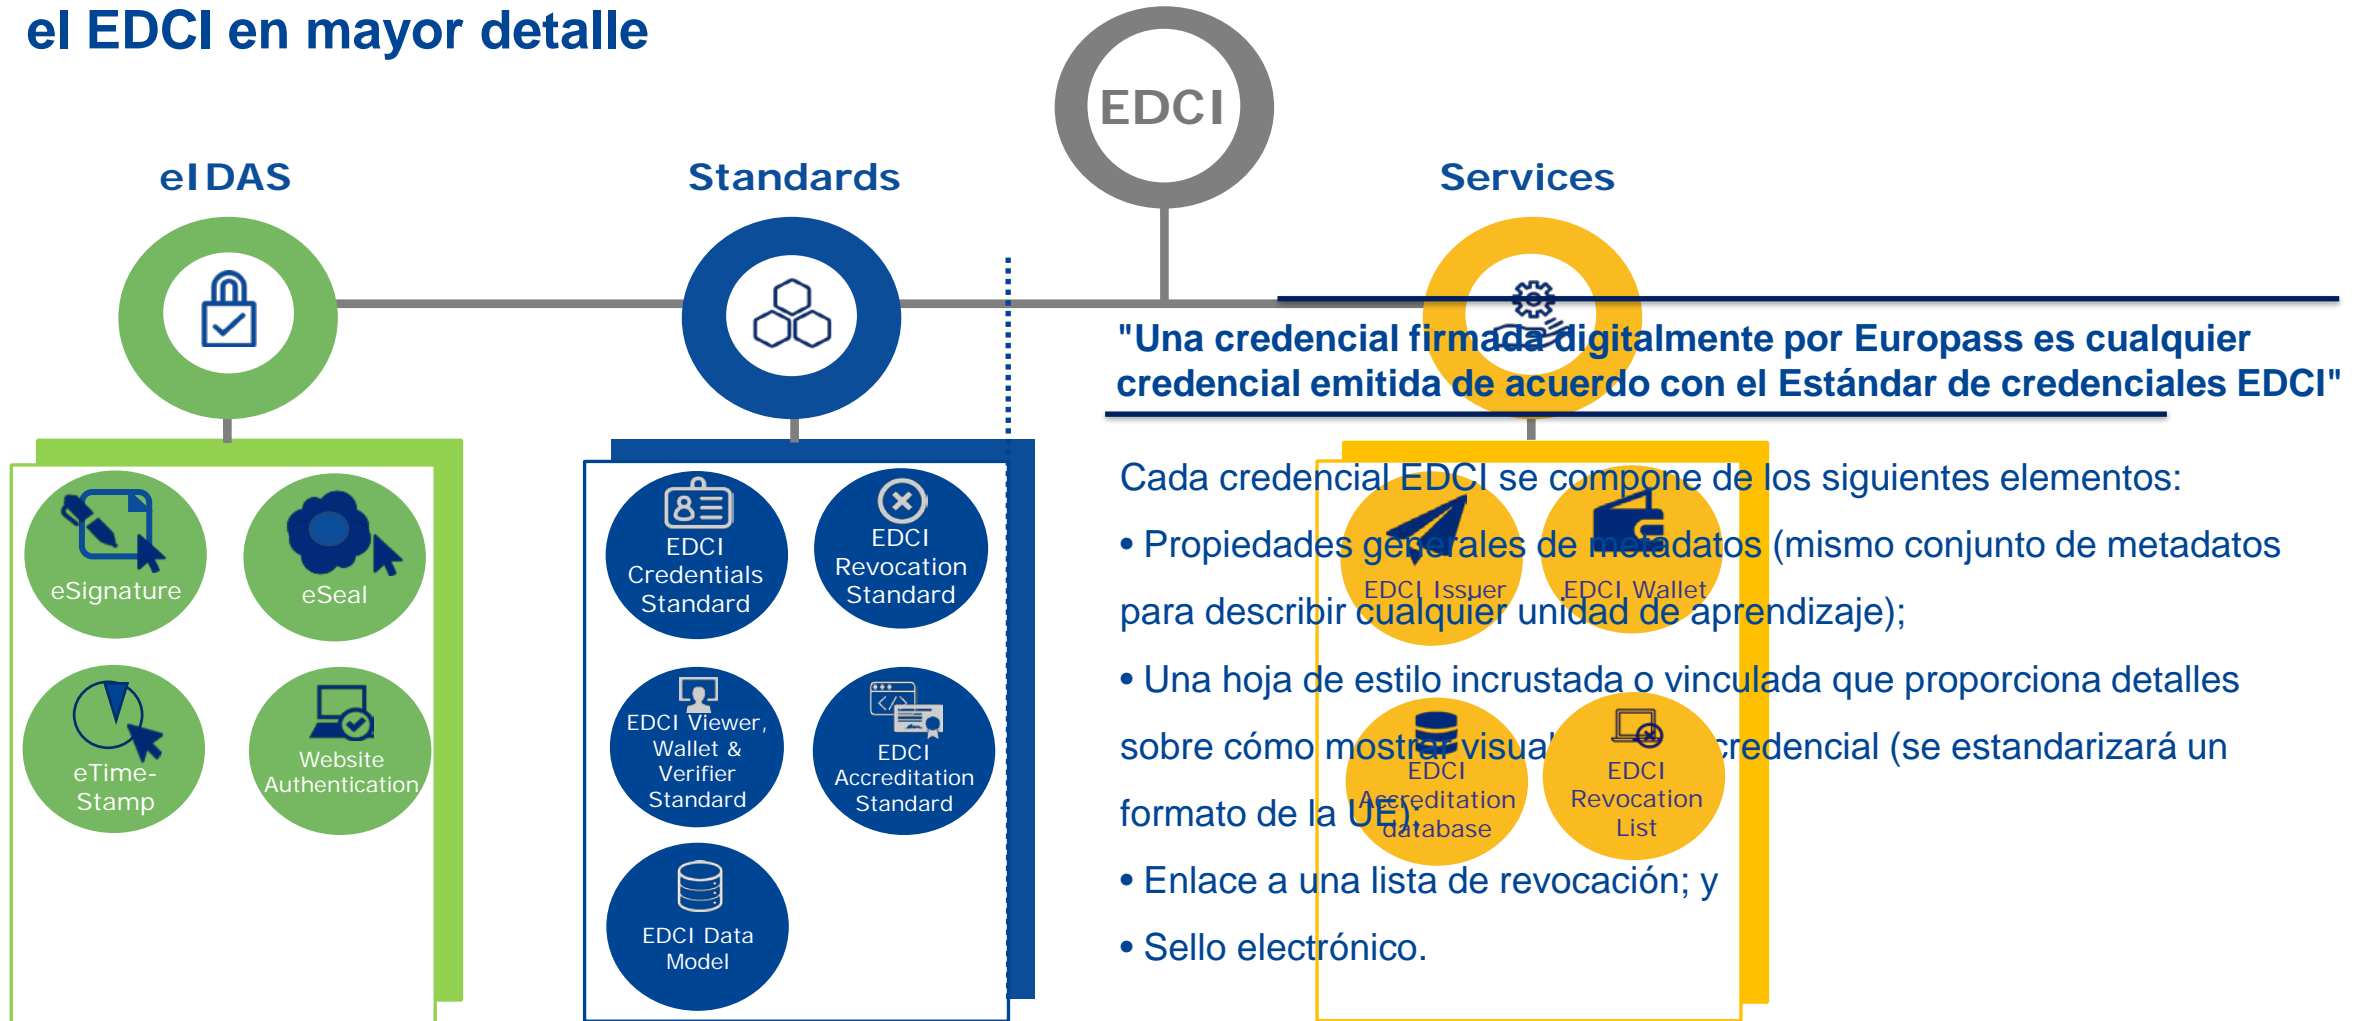 el EDCI en mayor detalle
EDCI
eIDAS
Standards
Services
eSignature
eSeal
eTime-
Stamp
Website
Authentication
EDCI
Credentials
Standard
EDCI
Revocation
Standard
EDCI Viewer,
Wallet &
Verifier
Standard
EDCI
Accreditation
Standard
EDCI Data
Model
"Una credencial firmada digitalmente por Europass es cualquier
credencial emitida de acuerdo con el Estándar de credenciales EDCI"
Cada credencial EDCI se compone de los siguientes elementos:
• Propiedades generales de metadatos (mismo conjunto de metadatos
para describir cualquier unidad de aprendizaje);
• Una hoja de estilo incrustada o vinculada que proporciona detalles
sobre cómo mostrar credencial (se estandarizará un
formato de la UE);
• Enlace a una lista de revocación; y
• Sello electrónico.
EDCI Issuer
EDCI Wallet
EDCI
Accreditation
database
EDCI
Revocation
List